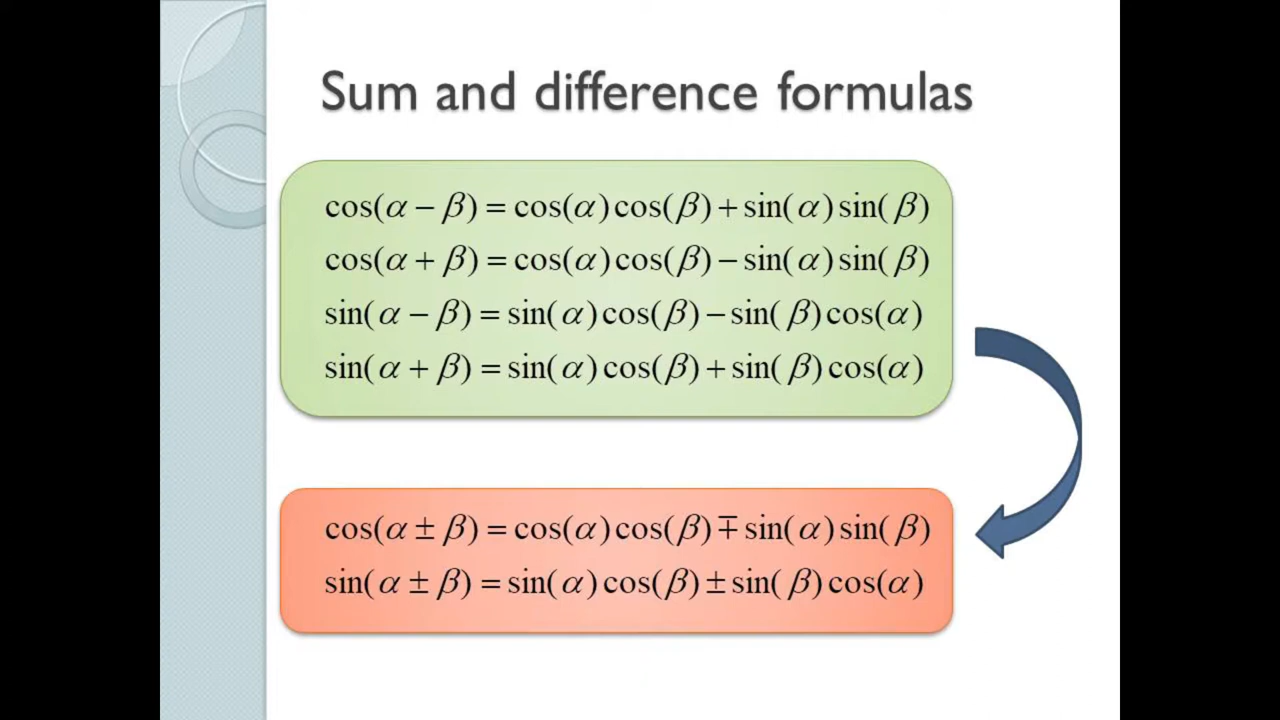 Sum and difference formulas
cos(α − β) = cos(α)cos(β) + sin(α)sin(β)
cos(α + β) = cos(α)cos(β) − sin(α)sin(β)
sin(α − β) = sin(α)cos(β) − sin(β)cos(α)
sin(α + β) = sin(α)cos(β) + sin(β)cos(α)
cos(α ± β) = cos(α)cos(β) ∓ sin(α)sin(β)
sin(α ± β) = sin(α)cos(β) ± sin(β)cos(α)